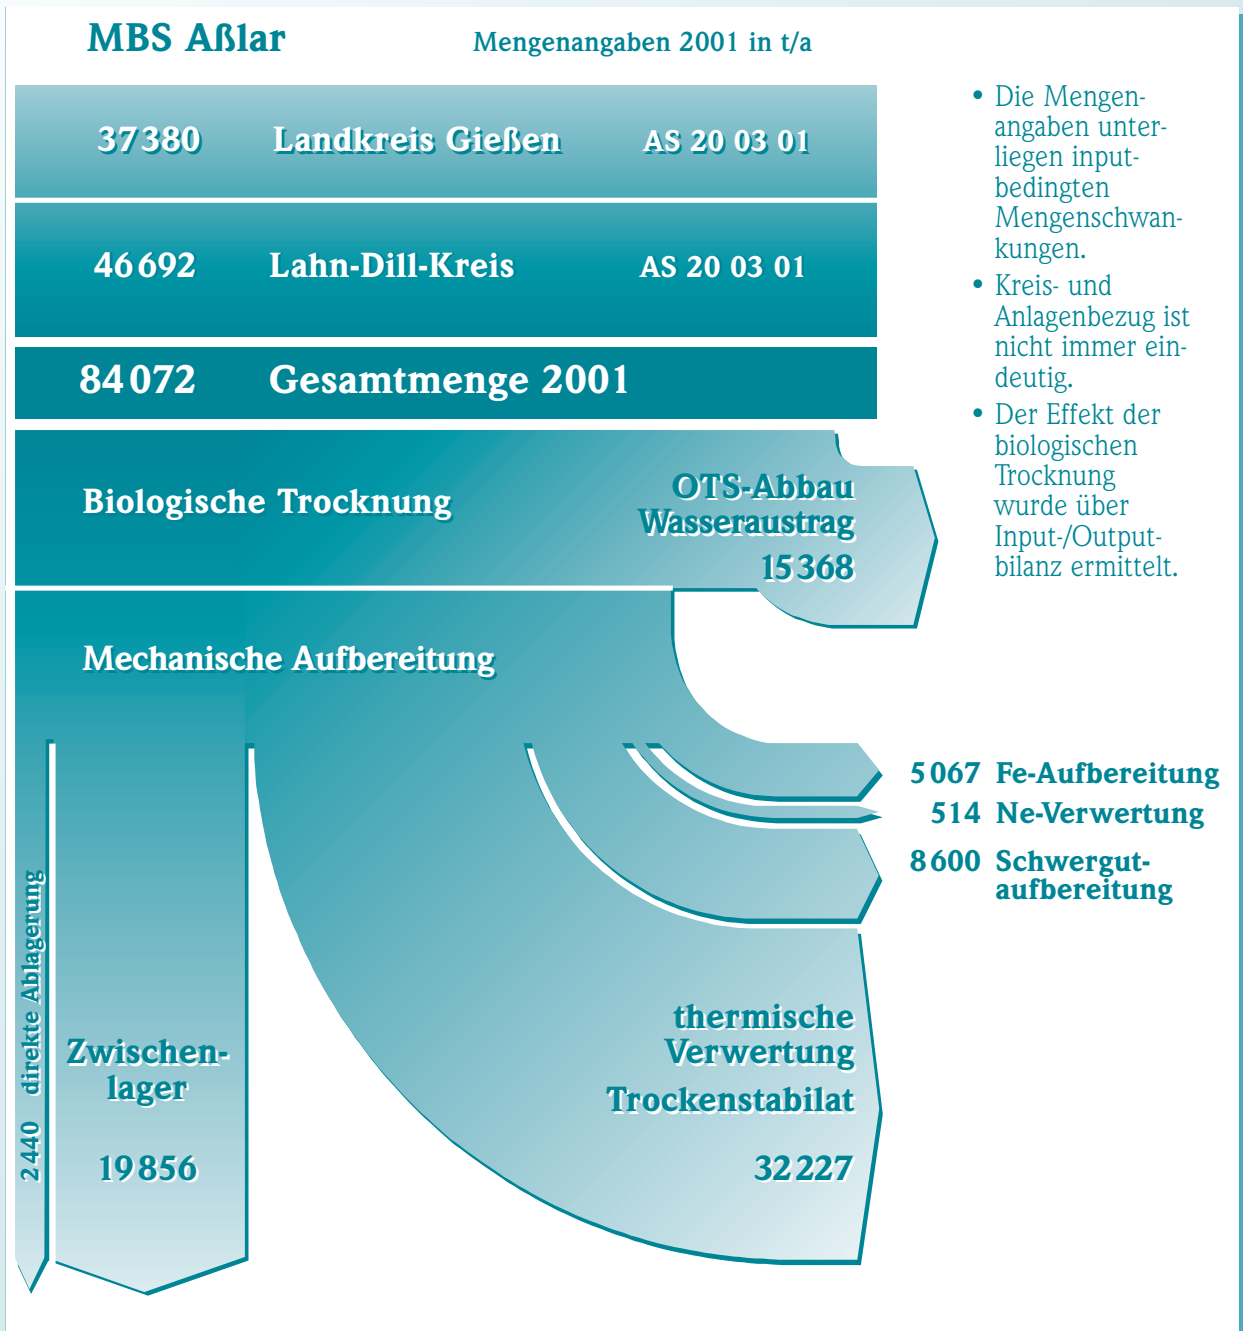 MBS Aßlar
Mengenangaben 2001 in t/a
37380 Landkreis Gießen AS 20 03 01
46692 Lahn-Dill-Kreis AS 20 03 01
84072 Gesamtmenge 2001
Biologische Trocknung
OTS-Abbau
Wasseraustrag
15368
Mechanische Aufbereitung
5067 Fe-Aufbereitung
514 Ne-Verwertung
8600 Schwergut-
aufbereitung
thermische
Verwertung
Trockenstabilat
32227
2440 direkte Ablagerung
Zwischen-
lager
19856
• Die Mengen-
angaben unter-
liegen input-
bedingten
Mengenschwan-
kungen.
• Kreis- und
Anlagenbezug ist
nicht immer ein-
deutig.
• Der Effekt der
biologischen
Trocknung
wurde über
Input-/Output-
bilanz ermittelt.